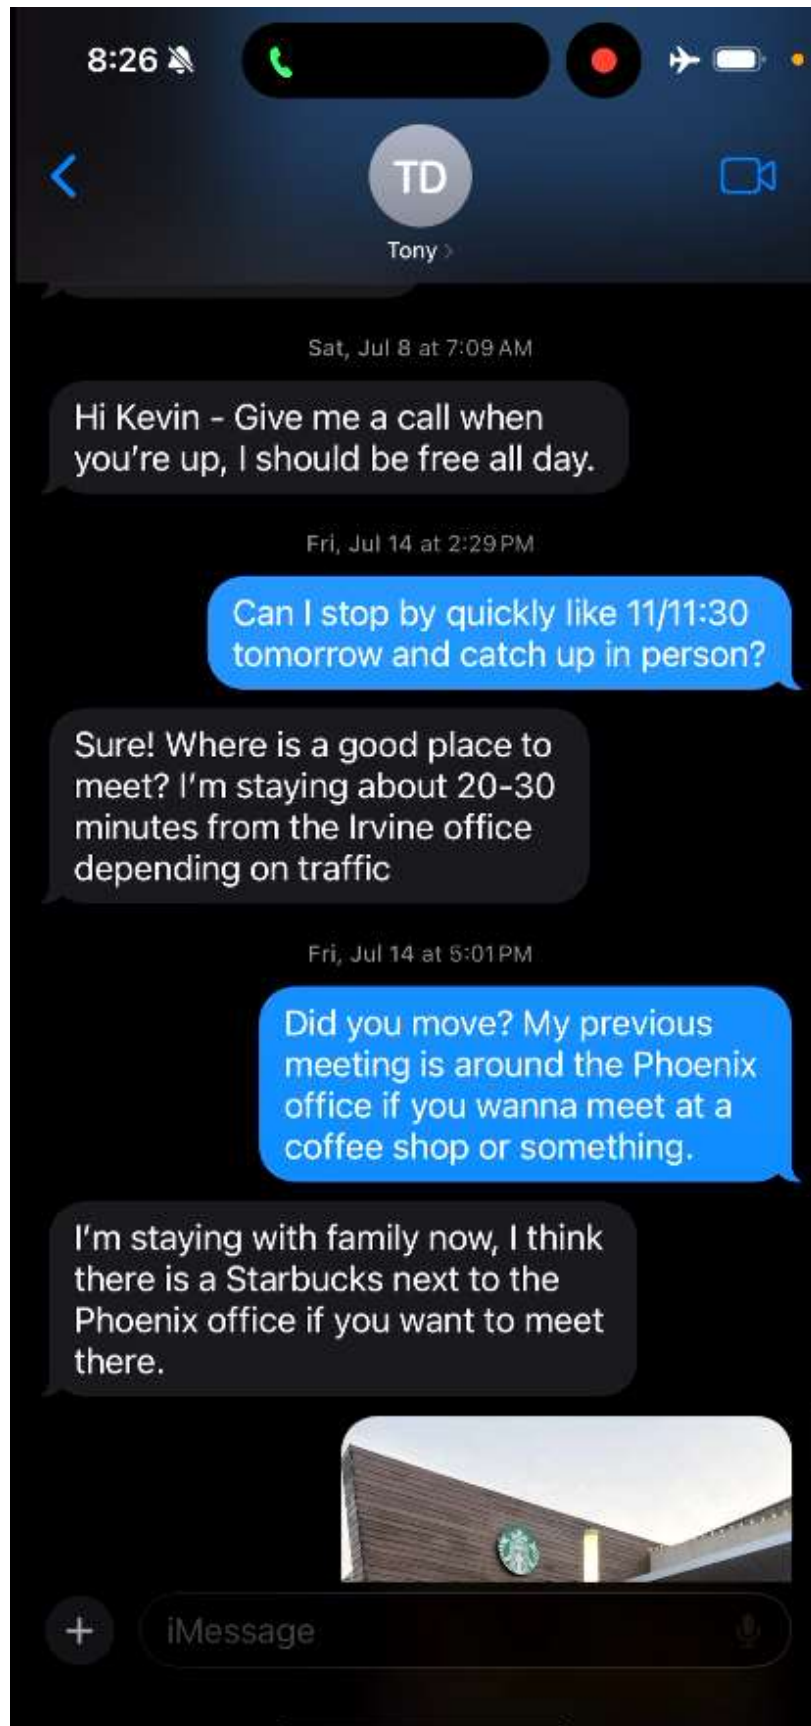 8:26
TD
Tony
Sat, Jul 8 at 7:09 AM
Hi Kevin - Give me a call when
you're up, I should be free all day.
Fri, Jul 14 at 2:29 PM
Can I stop by quickly like 11/11:30
tomorrow and catch up in person?
Sure! Where is a good place to
meet? I'm staying about 20-30
minutes from the Irvine office
depending on traffic
Fri, Jul 14 at 5:01 PM
Did you move? My previous
meeting is around the Phoenix
office if you wanna meet at a
coffee shop or something.
I'm staying with family now, I think
there is a Starbucks next to the
Phoenix office if you want to meet
there.
iMessage